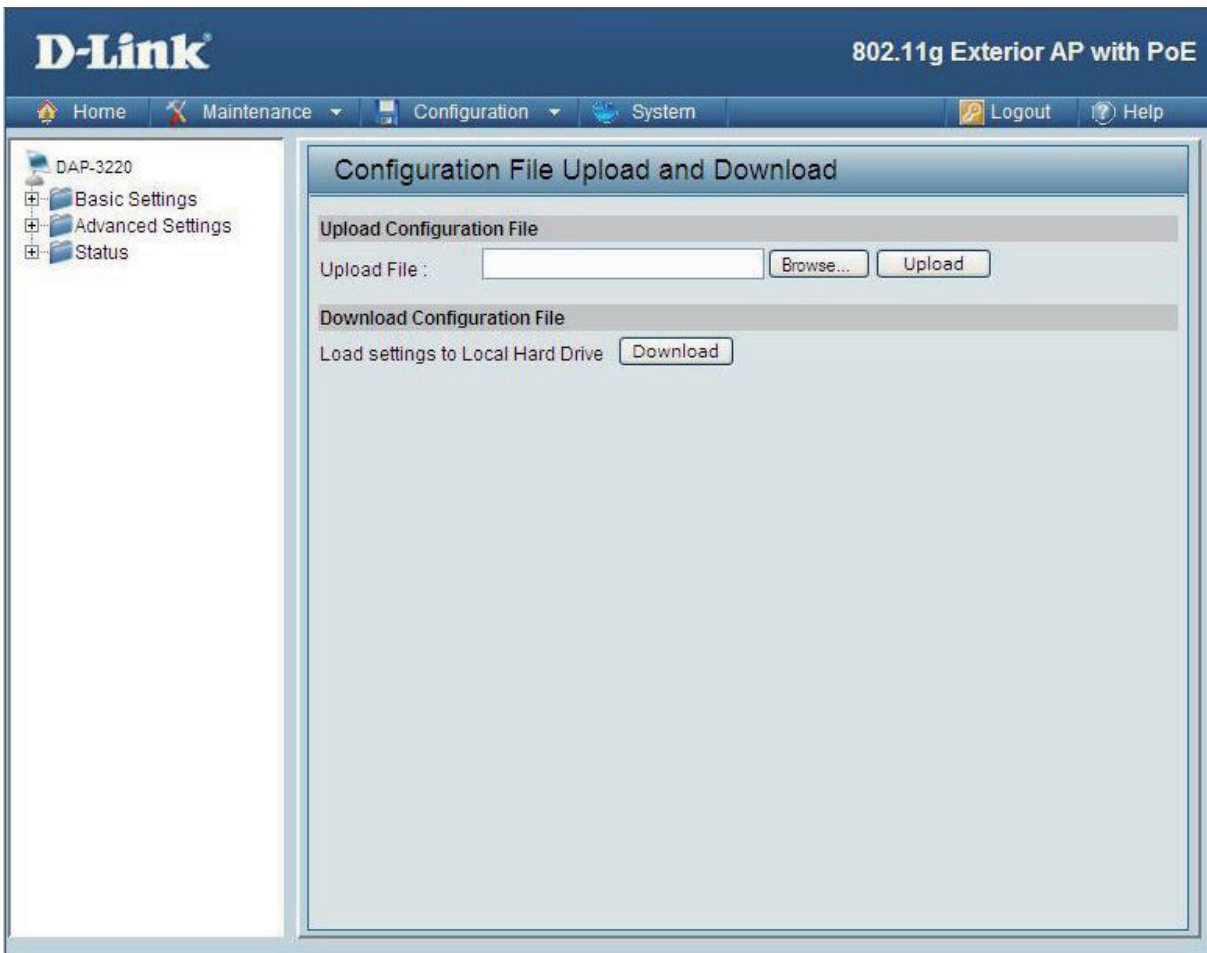 D-Link
802.11g Exterior AP with PoE
Home Maintenance Configuration System Logout Help
DAP-3220
Basic Settings
Advanced Settings
Status
Configuration File Upload and Download
Upload Configuration File
Upload File : Browse... Upload
Download Configuration File
Load settings to Local Hard Drive Download